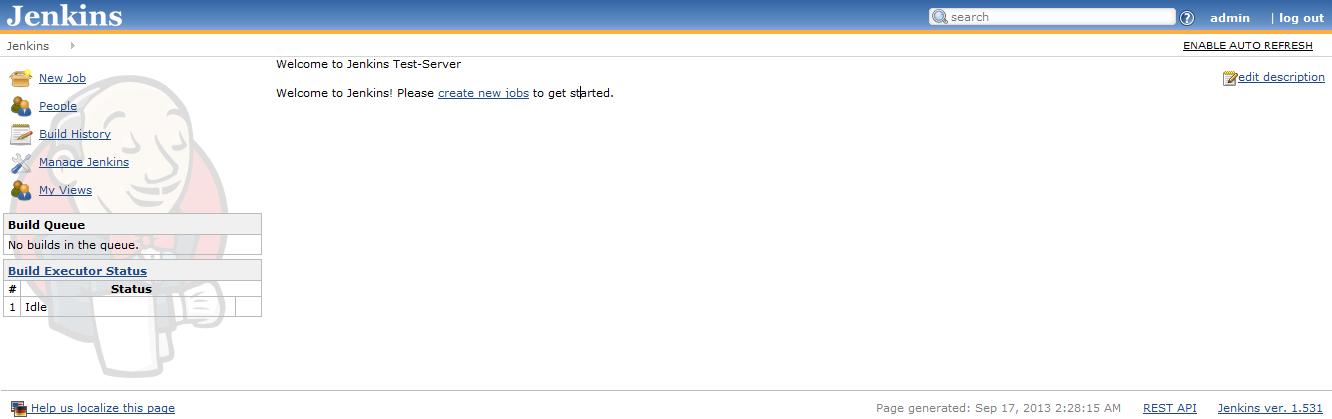 Jenkins
search
admin | log out
Jenkins
ENABLE AUTO REFRESH
New Job
People
Build History
Manage Jenkins
My Views
Build Queue
No builds in the queue.
Build Executor Status
# Status
1 Idle
Welcome to Jenkins Test-Server
edit description
Welcome to Jenkins! Please create new jobs to get started.
Help us localize this page
Page generated: Sep 17, 2013 2:28:15 AM REST API Jenkins ver. 1.531